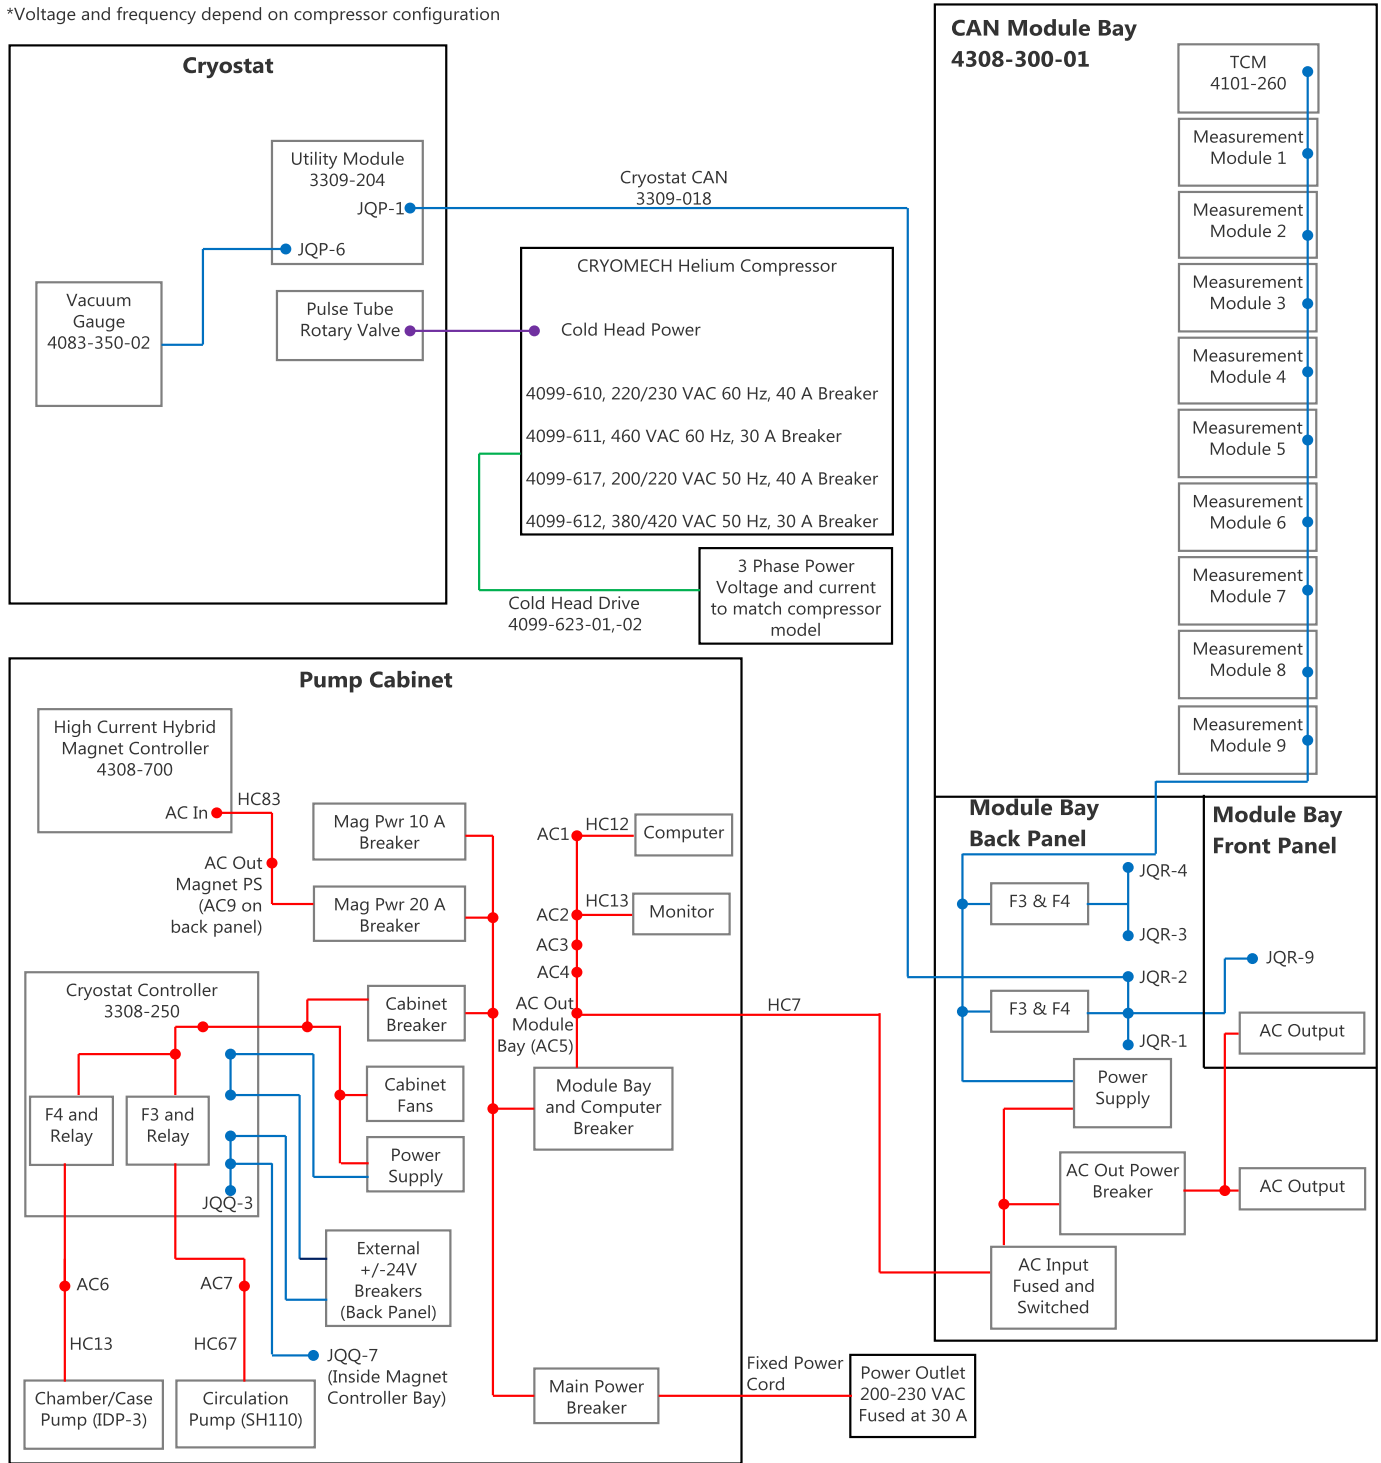 *Voltage and frequency depend on compressor configuration
Cryostat
Utility Module
3309-204
JQP-1
JQP-6
Vacuum
Gauge
4083-350-02
Pulse Tube
Rotary Valve
Cryostat CAN
3309-018
CRYOMECH Helium Compressor
Cold Head Power
4099-610, 220/230 VAC 60 Hz, 40 A Breaker
4099-611, 460 VAC 60 Hz, 30 A Breaker
4099-617, 200/220 VAC 50 Hz, 40 A Breaker
4099-612, 380/420 VAC 50 Hz, 30 A Breaker
3 Phase Power
Voltage and current
to match compressor
model
Cold Head Drive
4099-623-01,-02
CAN Module Bay
4308-300-01
TCM
4101-260
Measurement
Module 1
Measurement
Module 2
Measurement
Module 3
Measurement
Module 4
Measurement
Module 5
Measurement
Module 6
Measurement
Module 7
Measurement
Module 8
Measurement
Module 9
Module Bay
Back Panel
Module Bay
Front Panel
JQR-4
F3 & F4
JQR-3
JQR-9
JQR-2
F3 & F4
JQR-1
AC Output
Power
Supply
AC Out Power
Breaker
AC Output
AC Input
Fused and
Switched
Pump Cabinet
High Current Hybrid
Magnet Controller
4308-700
AC In
HC83
AC Out
Magnet PS
(AC9 on
back panel)
Mag Pwr 10 A
Breaker
Mag Pwr 20 A
Breaker
AC1
HC12
Computer
AC2
HC13
Monitor
AC3
AC4
AC Out
Module
Bay (AC5)
HC7
Cryostat Controller
3308-250
Cabinet
Breaker
Cabinet
Fans
Power
Supply
Module Bay
and Computer
Breaker
F4 and
Relay
F3 and
Relay
JQQ-3
External
+/-24V
Breakers
(Back Panel)
AC6
AC7
HC13
HC67
JQQ-7
(Inside Magnet
Controller Bay)
Chamber/Case
Pump (IDP-3)
Circulation
Pump (SH110)
Main Power
Breaker
Fixed Power
Cord
Power Outlet
200-230 VAC
Fused at 30 A